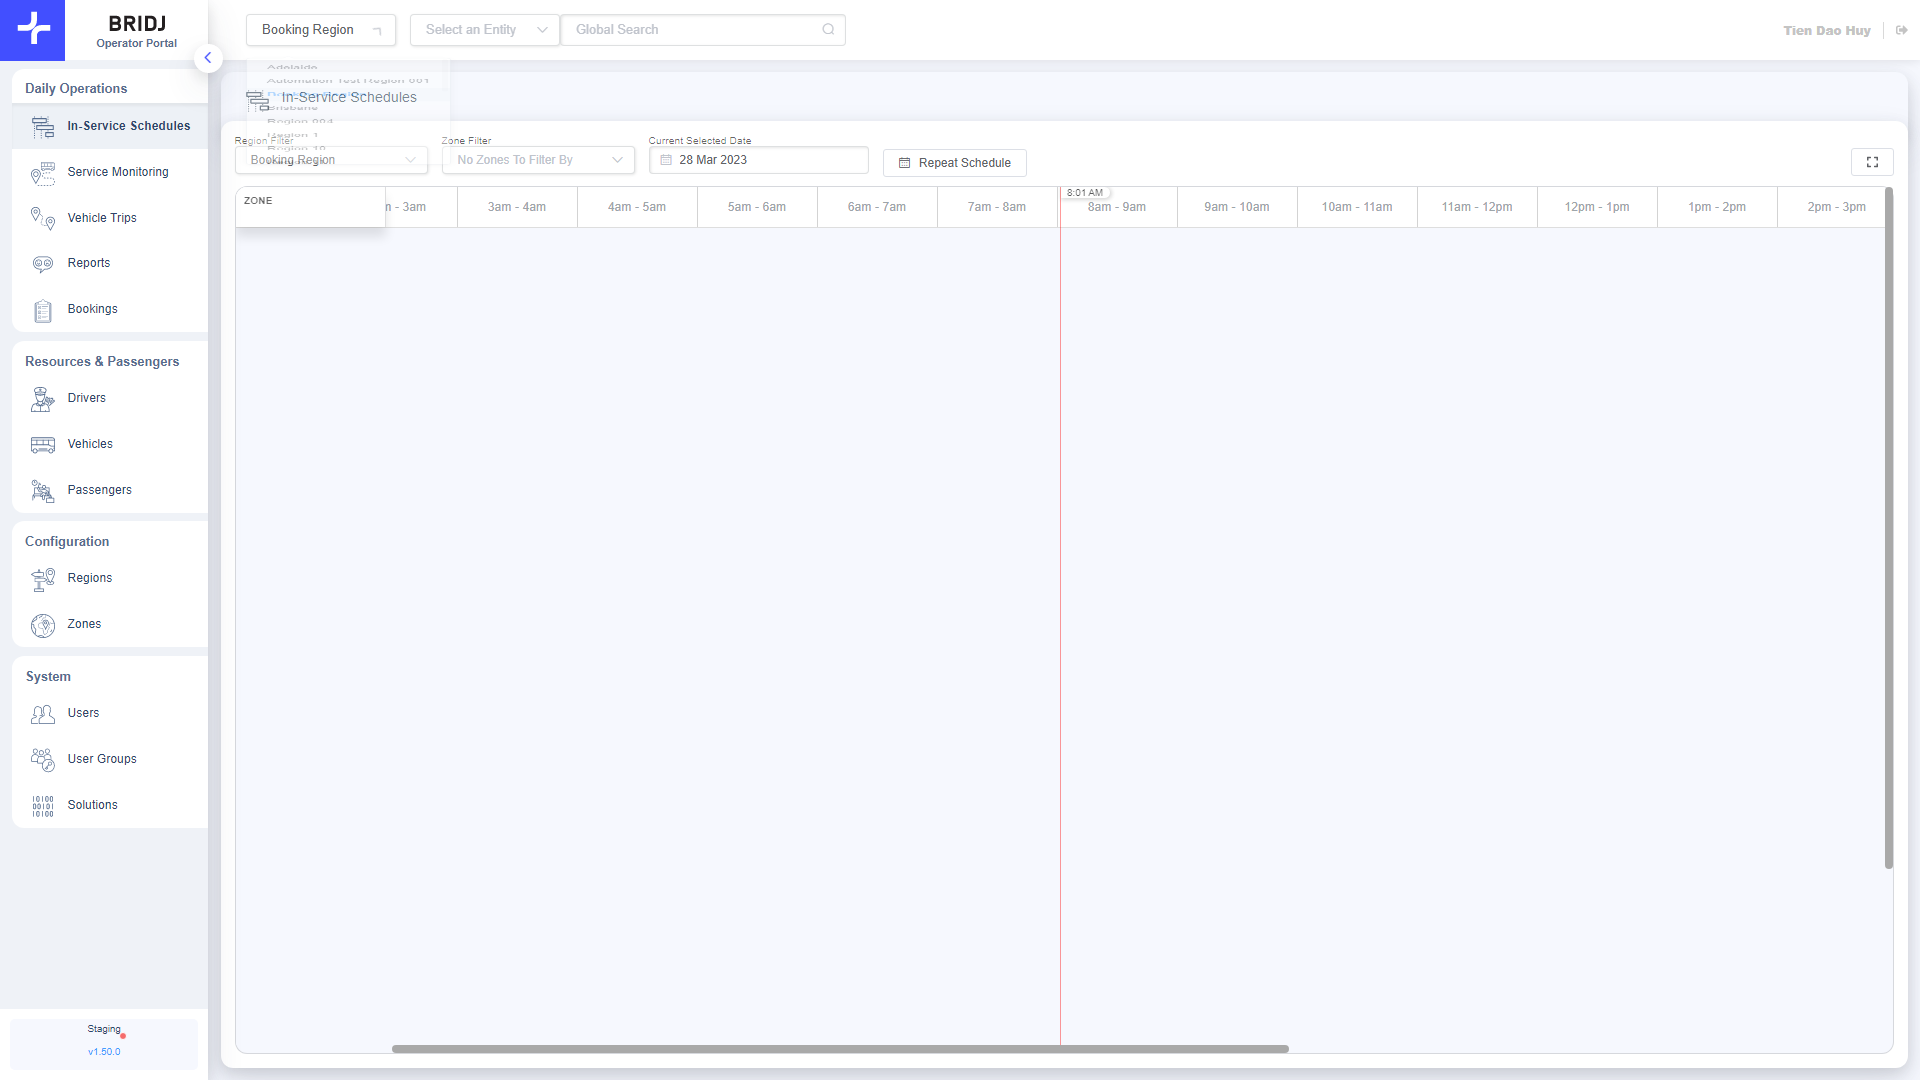 BRIDJ
Operator Portal
Booking Region
Select an Entity
Global Search
Tien Dao Huy
Daily Operations
In-Service Schedules
Service Monitoring
Vehicle Trips
Reports
Bookings
Resources & Passengers
Drivers
Vehicles
Passengers
Configuration
Regions
Zones
System
Users
User Groups
Solutions
Staging
v1.50.0
Adelaide
Automation Test Region 001
In-Service Schedules
Brisbane
Region 1
Region Filter
Booking Region
Zone Filter
No Zones To Filter By
Current Selected Date
28 Mar 2023
Repeat Schedule
ZONE
- 3am
3am - 4am
4am - 5am
5am - 6am
6am - 7am
7am - 8am
8:01 AM
8am - 9am
9am - 10am
10am - 11am
11am - 12pm
12pm - 1pm
1pm - 2pm
2pm - 3pm